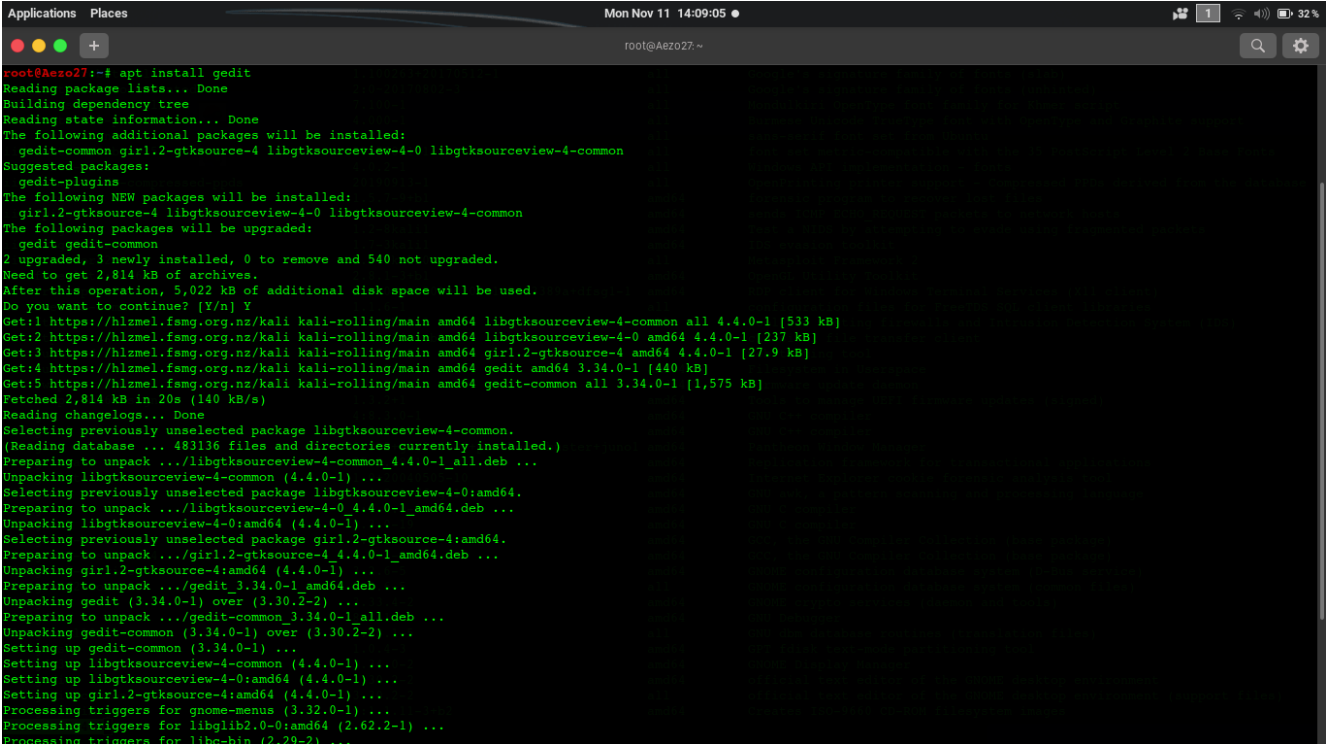 Applications Places Mon Nov 11 14:09:05 1 32%
root@Aezo27: ~
root@Aezo27:~# apt install gedit
Reading package lists... Done
Building dependency tree
Reading state information... Done
The following additional packages will be installed:
  gedit-common gir1.2-gtksource-4 libgtksourceview-4-0 libgtksourceview-4-common
Suggested packages:
  gedit-plugins
The following NEW packages will be installed:
  gir1.2-gtksource-4 libgtksourceview-4-0 libgtksourceview-4-common
The following packages will be upgraded:
  gedit gedit-common
2 upgraded, 3 newly installed, 0 to remove and 540 not upgraded.
Need to get 2,814 kB of archives.
After this operation, 5,022 kB of additional disk space will be used.
Do you want to continue? [Y/n] Y
Get:1 https://hlzmel.fsmg.org.nz/kali kali-rolling/main amd64 libgtksourceview-4-common all 4.4.0-1 [533 kB]
Get:2 https://hlzmel.fsmg.org.nz/kali kali-rolling/main amd64 libgtksourceview-4-0 amd64 4.4.0-1 [237 kB]
Get:3 https://hlzmel.fsmg.org.nz/kali kali-rolling/main amd64 gir1.2-gtksource-4 amd64 4.4.0-1 [27.9 kB]
Get:4 https://hlzmel.fsmg.org.nz/kali kali-rolling/main amd64 gedit amd64 3.34.0-1 [440 kB]
Get:5 https://hlzmel.fsmg.org.nz/kali kali-rolling/main amd64 gedit-common all 3.34.0-1 [1,575 kB]
Fetched 2,814 kB in 20s (140 kB/s)
Reading changelogs... Done
Selecting previously unselected package libgtksourceview-4-common.
(Reading database ... 483136 files and directories currently installed.)
Preparing to unpack .../libgtksourceview-4-common_4.4.0-1_all.deb ...
Unpacking libgtksourceview-4-common (4.4.0-1) ...
Selecting previously unselected package libgtksourceview-4-0:amd64.
Preparing to unpack .../libgtksourceview-4-0_4.4.0-1_amd64.deb ...
Unpacking libgtksourceview-4-0:amd64 (4.4.0-1) ...
Selecting previously unselected package gir1.2-gtksource-4:amd64.
Preparing to unpack .../gir1.2-gtksource-4_4.4.0-1_amd64.deb ...
Unpacking gir1.2-gtksource-4:amd64 (4.4.0-1) ...
Preparing to unpack .../gedit_3.34.0-1_amd64.deb ...
Unpacking gedit (3.34.0-1) over (3.30.2-2) ...
Preparing to unpack .../gedit-common_3.34.0-1_all.deb ...
Unpacking gedit-common (3.34.0-1) over (3.30.2-2) ...
Setting up gedit-common (3.34.0-1) ...
Setting up libgtksourceview-4-common (4.4.0-1) ...
Setting up libgtksourceview-4-0:amd64 (4.4.0-1) ...
Setting up gir1.2-gtksource-4:amd64 (4.4.0-1) ...
Processing triggers for gnome-menus (3.32.0-1) ...
Processing triggers for libglib2.0-0:amd64 (2.62.2-1) ...
Processing triggers for libc-bin (2.29-2) ...